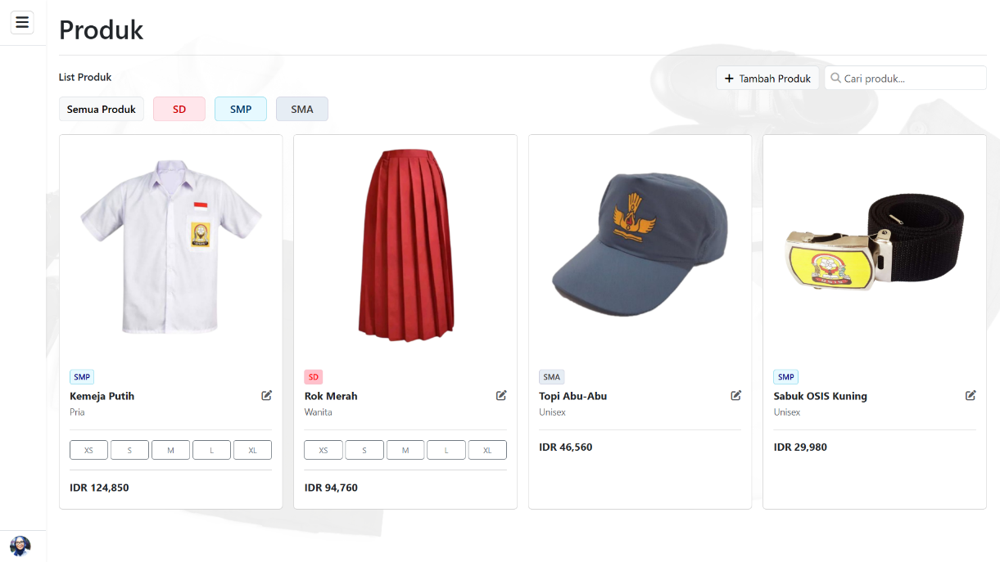 Produk
List Produk
Tambah Produk
Cari produk...
Semua Produk
SD
SMP
SMA
SMP
Kemeja Putih
Pria
XS S M L XL
IDR 124,850
SD
Rok Merah
Wanita
XS S M L XL
IDR 94,760
SMA
Topi Abu-Abu
Unisex
IDR 46,560
OSIS
SMP
Sabuk OSIS Kuning
Unisex
IDR 29,980